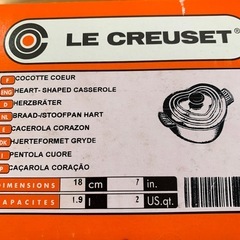 LE CREUSET®
F COCOTTE COEUR
ENG HEART- SHAPED CASSEROLE
D HERZBRÄTER
NL BRAAD-/STOOFPAN HART
E CACEROLA CORAZON
DK HJERTEFORMET GRYDE
I PENTOLA CUORE
P CAÇAROLA CORAÇÃO
DIMENSIONS 18 cm 7 in.
CAPACITES 1.9 L 2 US.qt.